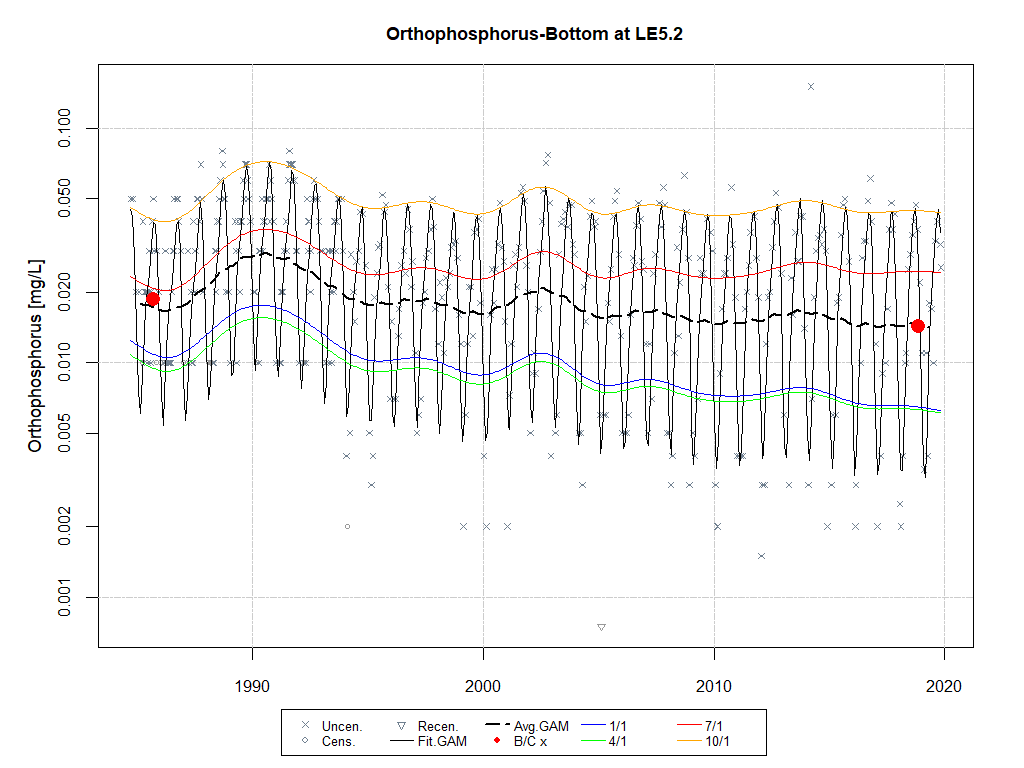 Orthophosphorus-Bottom at LE5.2
Orthophosphorus [mg/L]
0.100
0.050
0.020
0.010
0.005
0.002
0.001
1990 2000 2010 2020
Uncen. Recen. Avg.GAM 1/1 7/1
Cens. Fit.GAM B/C x 4/1 10/1